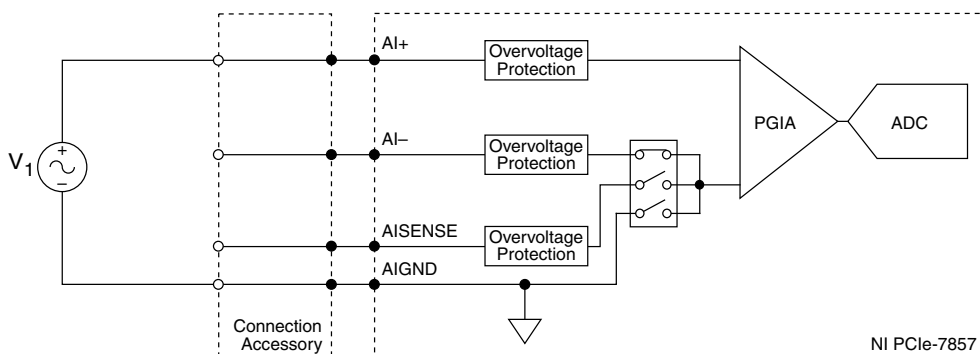 AI+
Overvoltage
Protection
PGIA
ADC
AI–
Overvoltage
Protection
V1
+
–
AISENSE
Overvoltage
Protection
AIGND
Connection
Accessory
NI PCIe-7857